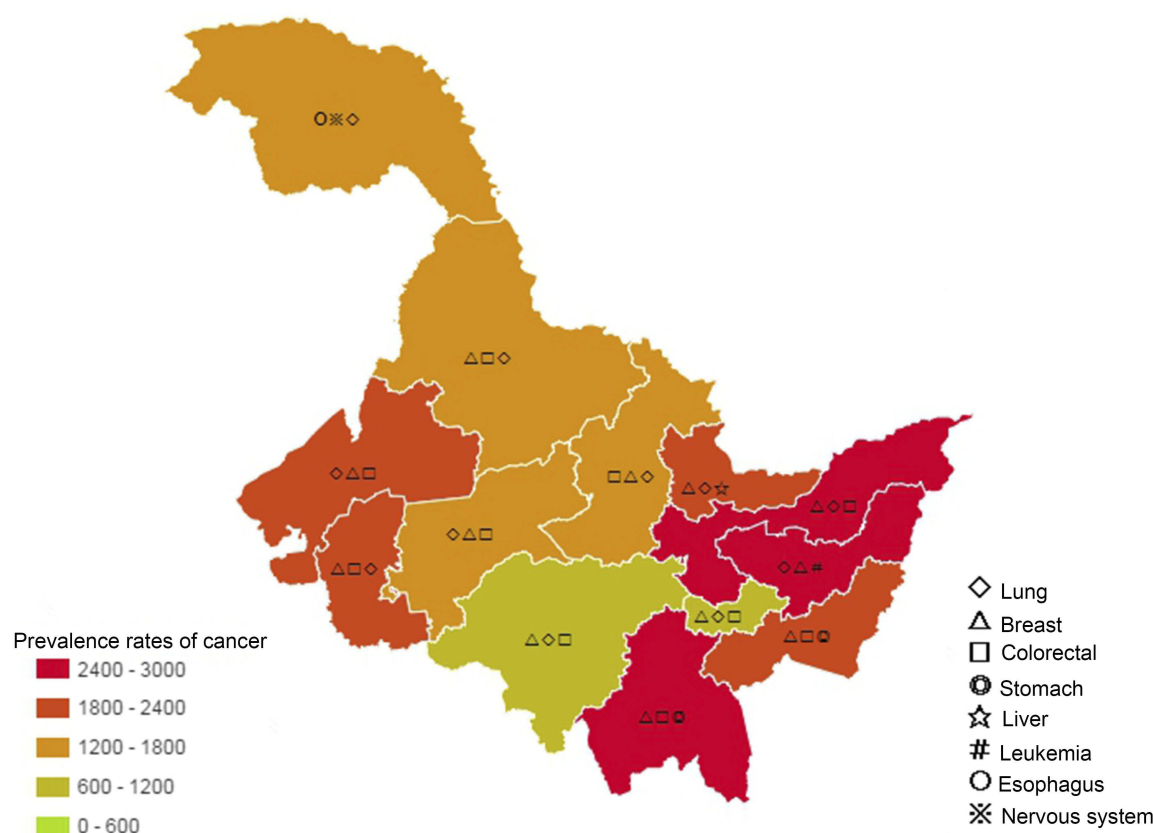 Prevalence rates of cancer
2400 - 3000
1800 - 2400
1200 - 1800
600 - 1200
0 - 600
Lung
Breast
Colorectal
Stomach
Liver
# Leukemia
Esophagus
※ Nervous system